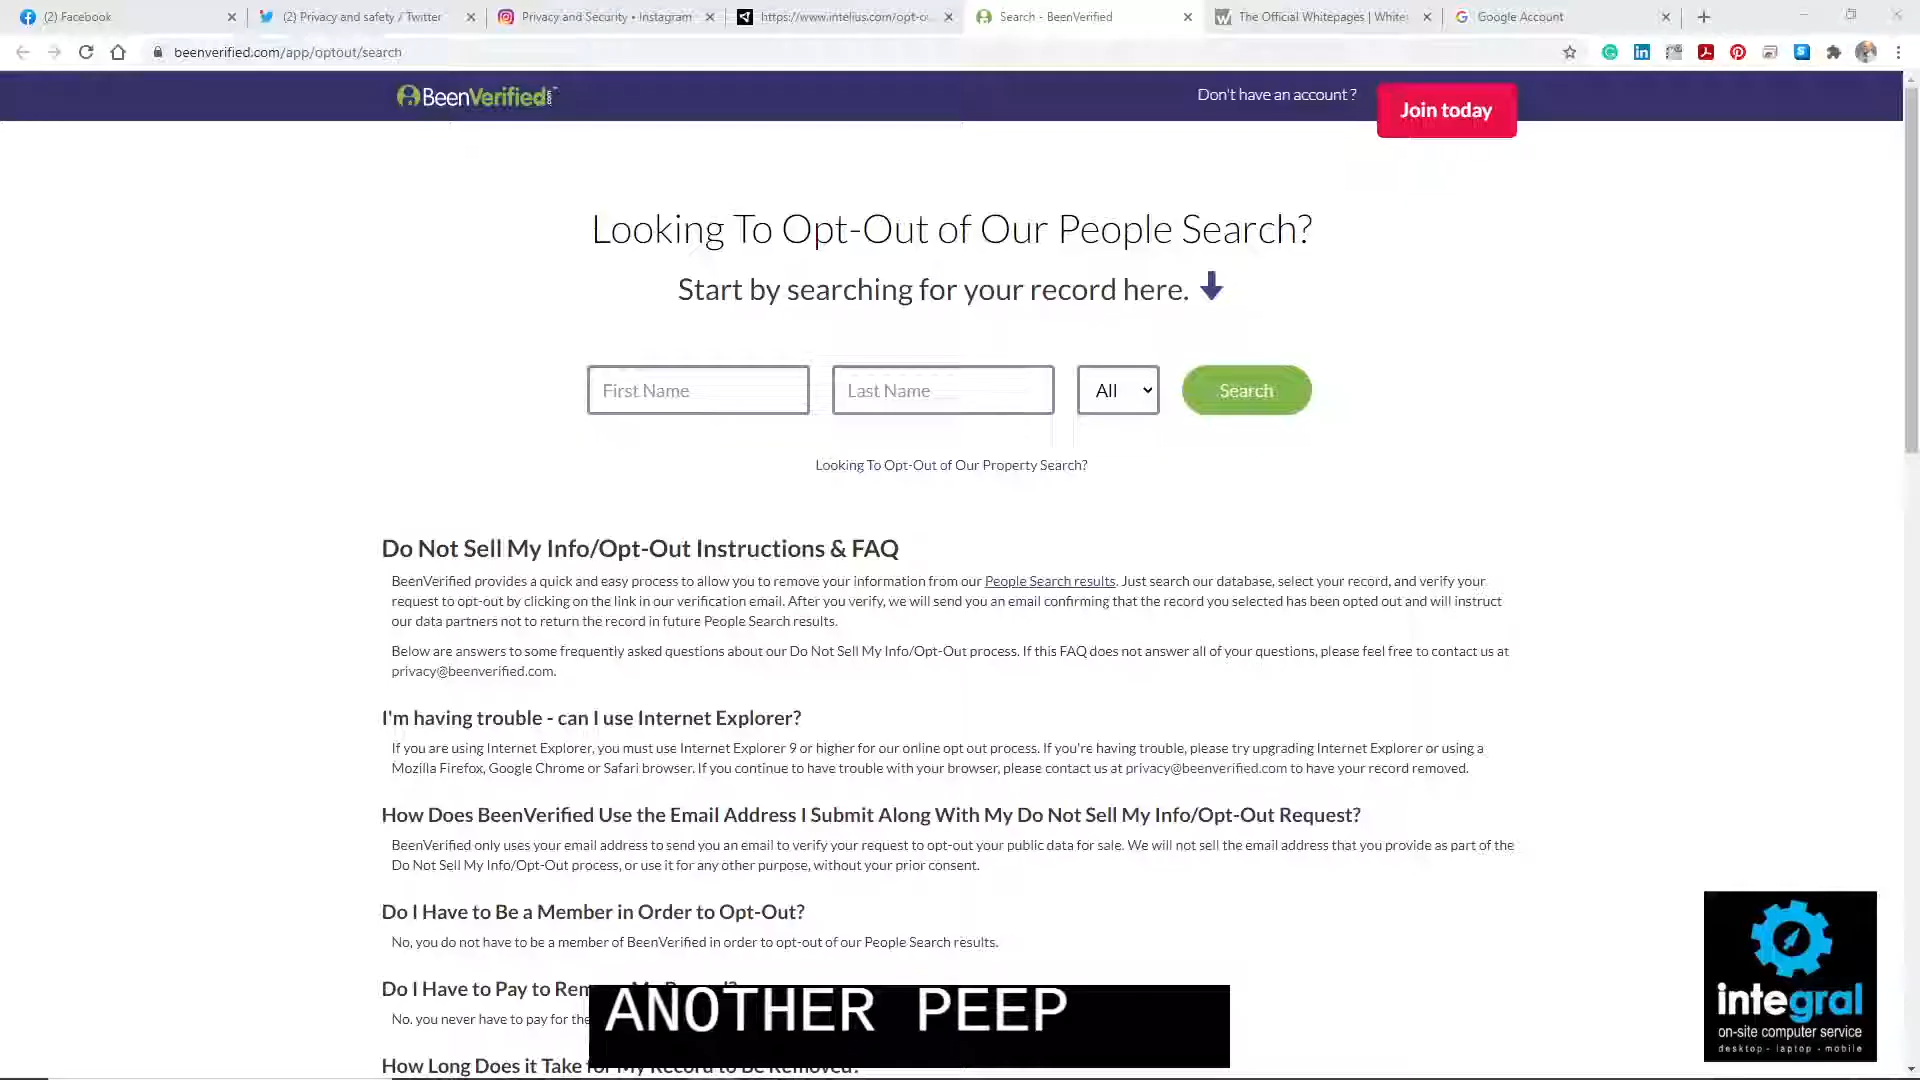 (2) Facebook
(2) Privacy and safety / Twitter
Privacy and Security • Instagram
https://www.intelius.com/opt-o
Search - BeenVerified
The Official Whitepages | White
Google Account
beenverified.com/app/optout/search
BeenVerified
Don't have an account?
Join today
Looking To Opt-Out of Our People Search?
Start by searching for your record here.
First Name
Last Name
All
Search
Looking To Opt-Out of Our Property Search?
Do Not Sell My Info/Opt-Out Instructions & FAQ
BeenVerified provides a quick and easy process to allow you to remove your information from our People Search results. Just search our database, select your record, and verify your
request to opt-out by clicking on the link in our verification email. After you verify, we will send you an email confirming that the record you selected has been opted out and will instruct
our data partners not to return the record in future People Search results.
Below are answers to some frequently asked questions about our Do Not Sell My Info/Opt-Out process. If this FAQ does not answer all of your questions, please feel free to contact us at
privacy@beenverified.com.
I'm having trouble - can I use Internet Explorer?
If you are using Internet Explorer, you must use Internet Explorer 9 or higher for our online opt out process. If you're having trouble, please try upgrading Internet Explorer or using a
Mozilla Firefox, Google Chrome or Safari browser. If you continue to have trouble with your browser, please contact us at privacy@beenverified.com to have your record removed.
How Does BeenVerified Use the Email Address I Submit Along With My Do Not Sell My Info/Opt-Out Request?
BeenVerified only uses your email address to send you an email to verify your request to opt-out your public data for sale. We will not sell the email address that you provide as part of the
Do Not Sell My Info/Opt-Out process, or use it for any other purpose, without your prior consent.
Do I Have to Be a Member in Order to Opt-Out?
No, you do not have to be a member of BeenVerified in order to opt-out of our People Search results.
Do I Have to Pay to
No. you never have to pay for
How Long Does it Take for My Record to Be Removed?
ANOTHER PEEP
integral
on-site computer service
desktop - laptop - mobile